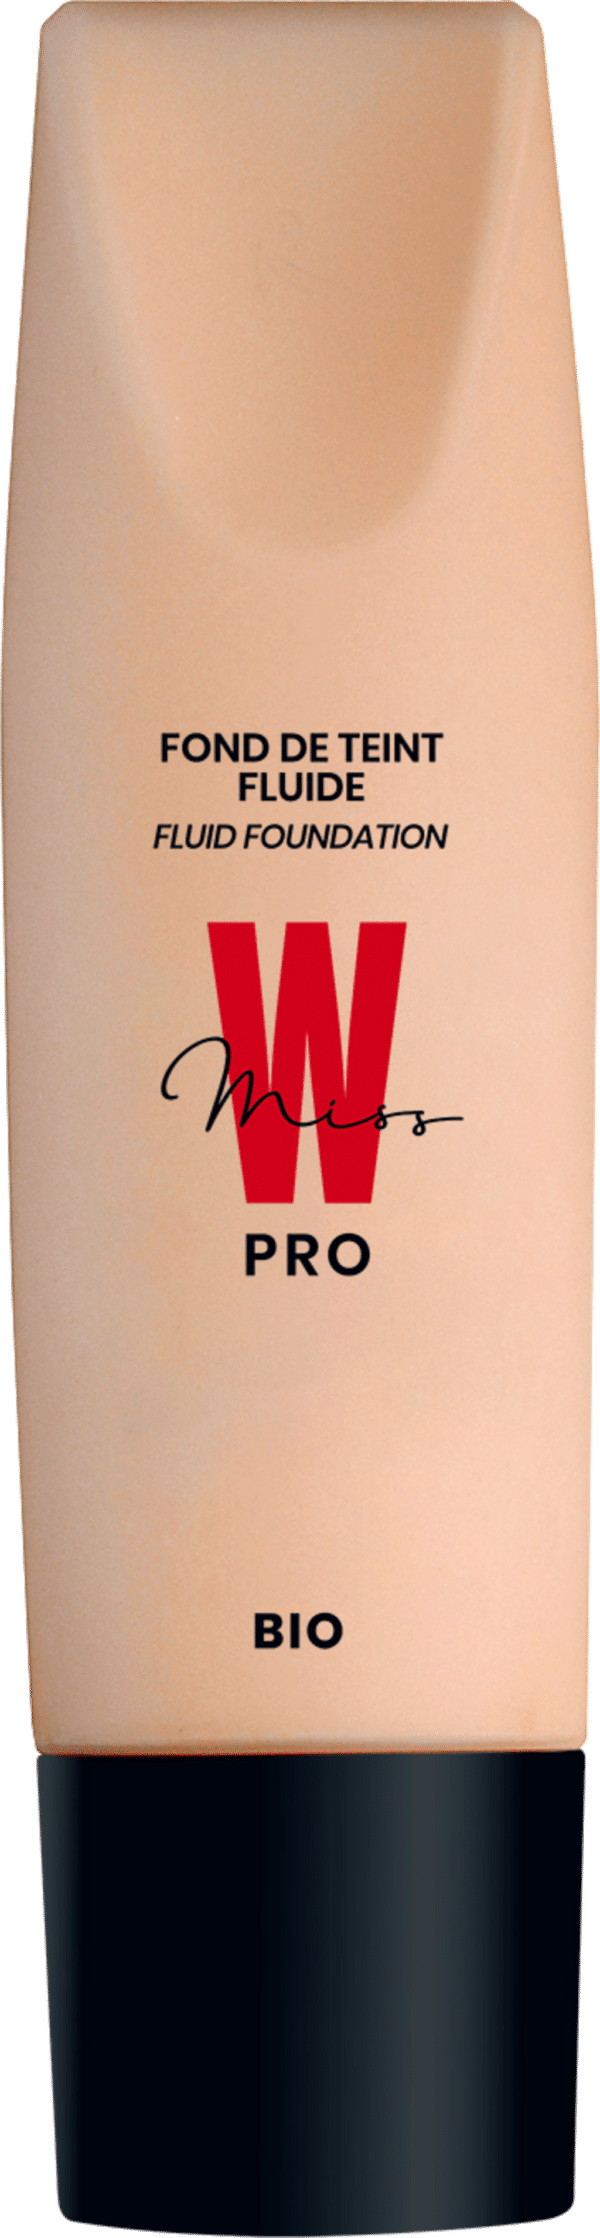 FOND DE TEINT
FLUIDE
FLUID FOUNDATION
W
Miss
PRO
BIO